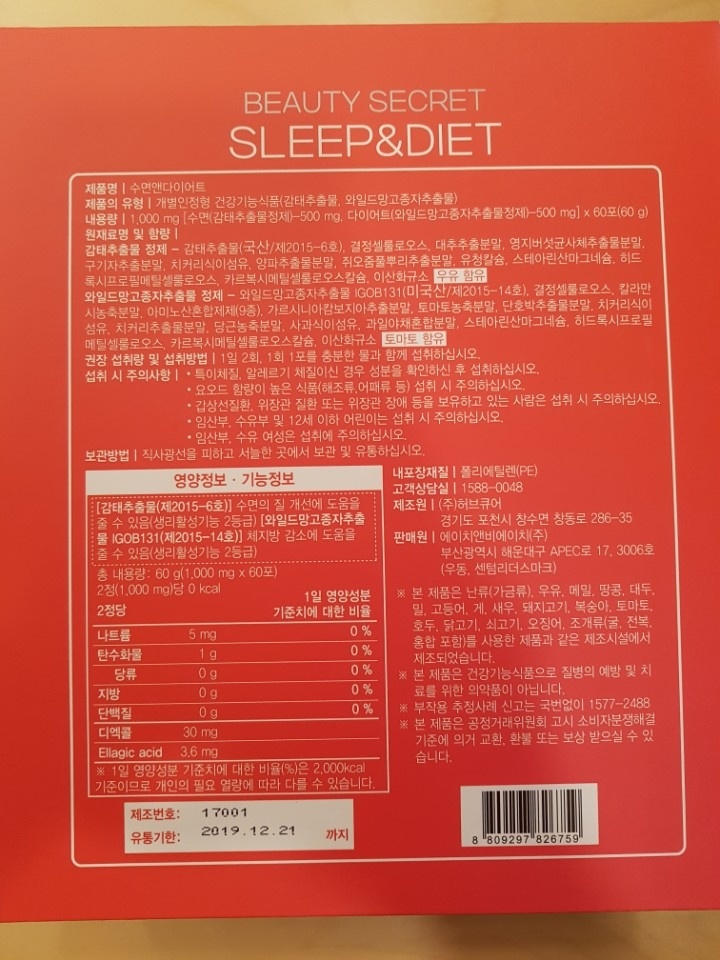 BEAUTY SECRET
SLEEP&DIET
제품명 | 수면앤다이어트
제품의 유형 | 개별인정형 건강기능식품(감태추출물, 와일드망고종자추출물)
내용량 | 1,000 mg [수면(감태추출물정제)-500 mg, 다이어트(와일드망고종자추출물정제)-500 mg] x 60포(60 g)
원재료명 및 함량 |
감태추출물 정제 - 감태추출물(국산/제2015-6호), 결정셀룰로오스, 대추추출분말, 영지버섯균사체추출물분말,
구기자추출분말, 치커리식이섬유, 양파추출물분말, 쥐오줌풀뿌리추출분말, 유청칼슘, 스테아린산마그네슘, 히드
록시프로필메틸셀룰로오스, 카르복시메틸셀룰로오스칼슘, 이산화규소 우유 함유
와일드망고종자추출물 정제 - 와일드망고종자추출물 IGOB131(미국산/제2015-14호), 결정셀룰로오스, 칼라만
시농축분말, 아미노산혼합제제(9종), 가르시니아캄보지아추출분말, 토마토농축분말, 단호박추출물분말, 치커리식이
섬유, 치커리추출물분말, 당근농축분말, 사과식이섬유, 과일야채혼합분말, 스테아린산마그네슘, 히드록시프로필
메틸셀룰로오스, 카르복시메틸셀룰로오스칼슘, 이산화규소 토마토 함유
권장 섭취량 및 섭취방법 | 1일 2회, 1회 1포를 충분한 물과 함께 섭취하십시오.
섭취 시 주의사항 | • 특이체질, 알레르기 체질이신 경우 성분을 확인하신 후 섭취하십시오.
• 요오드 함량이 높은 식품(해조류,어패류 등) 섭취 시 주의하십시오.
• 갑상선질환, 위장관 질환 또는 위장관 장애 등을 보유하고 있는 사람은 섭취 시 주의하십시오.
• 임산부, 수유부 및 12세 이하 어린이는 섭취 시 주의하십시오.
• 임산부, 수유 여성은 섭취에 주의하십시오.
보관방법 | 직사광선을 피하고 서늘한 곳에서 보관 및 유통하십시오.
영양정보 · 기능정보
[감태추출물(제2015-6호)] 수면의 질 개선에 도움을
줄 수 있음(생리활성기능 2등급) [와일드망고종자추출
물 IGOB131(제2015-14호)] 체지방 감소에 도움을
줄 수 있음(생리활성기능 2등급)
총 내용량: 60 g(1,000 mg x 60포)
2정(1,000 mg)당 0 kcal
2정당 1일 영양성분
기준치에 대한 비율
나트륨 5 mg 0 %
탄수화물 1 g 0 %
당류 0 g 0 %
지방 0 g 0 %
단백질 0 g 0 %
디엑콜 30 mg
Ellagic acid 3,6 mg
※ 1일 영양성분 기준치에 대한 비율(%)은 2,000kcal
기준이므로 개인의 필요 열량에 따라 다를 수 있습니다.
제조번호: 17001
유통기한: 2019.12.21 까지
내포장재질 | 폴리에틸렌(PE)
고객상담실 | 1588-0048
제조원 | (주)허브큐어
경기도 포천시 창수면 창동로 286-35
판매원 | 에이치앤비에이치(주)
부산광역시 해운대구 APEC로 17, 3006호
(우동, 센텀리더스마크)
※ 본 제품은 난류(가금류), 우유, 메밀, 땅콩, 대두,
밀, 고등어, 게, 새우, 돼지고기, 복숭아, 토마토,
호두, 닭고기, 쇠고기, 오징어, 조개류(굴, 전복,
홍합 포함)를 사용한 제품과 같은 제조시설에서
제조되었습니다.
※ 본 제품은 건강기능식품으로 질병의 예방 및 치
료를 위한 의약품이 아닙니다.
※ 부작용 추정사례 신고는 국번없이 1577-2488
※ 본 제품은 공정거래위원회 고시 소비자분쟁해결
기준에 의거 교환, 환불 또는 보상 받으실 수 있
습니다.
8 809297 826759